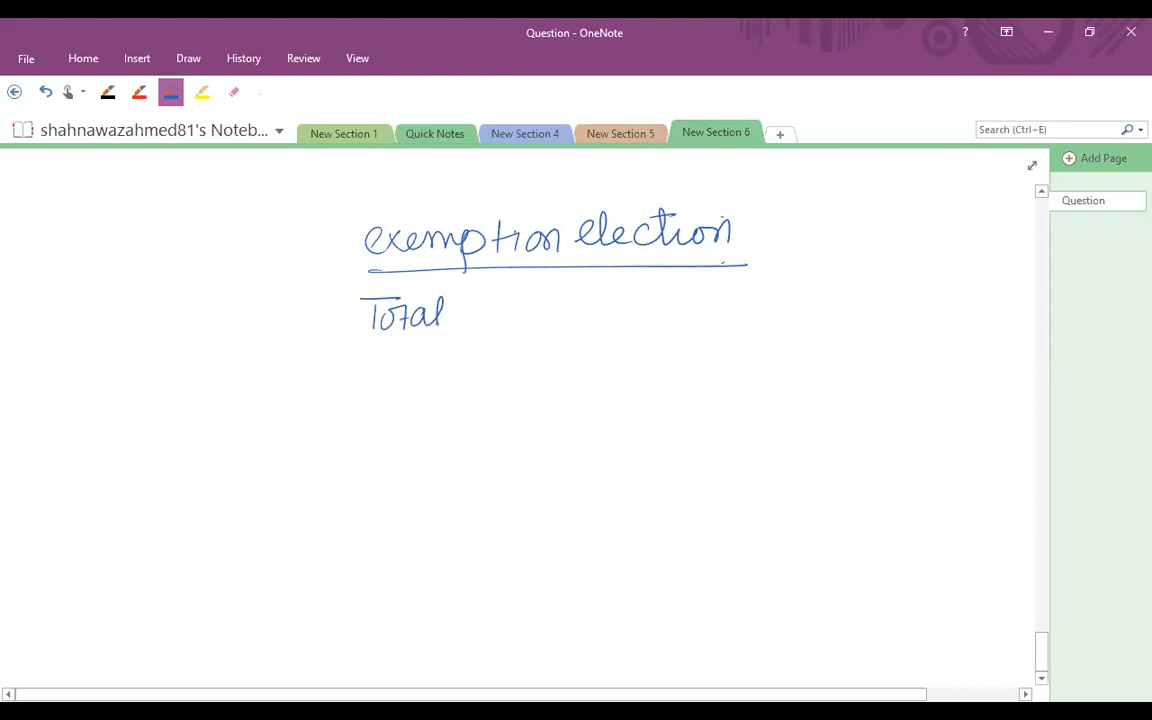 Question - OneNote
?
File Home Insert Draw History Review View
shahnawazahmed81's Noteb...
New Section 1 Quick Notes New Section 4 New Section 5 New Section 6 +
Search (Ctrl+E)
Add Page
Question
exemption election
Total